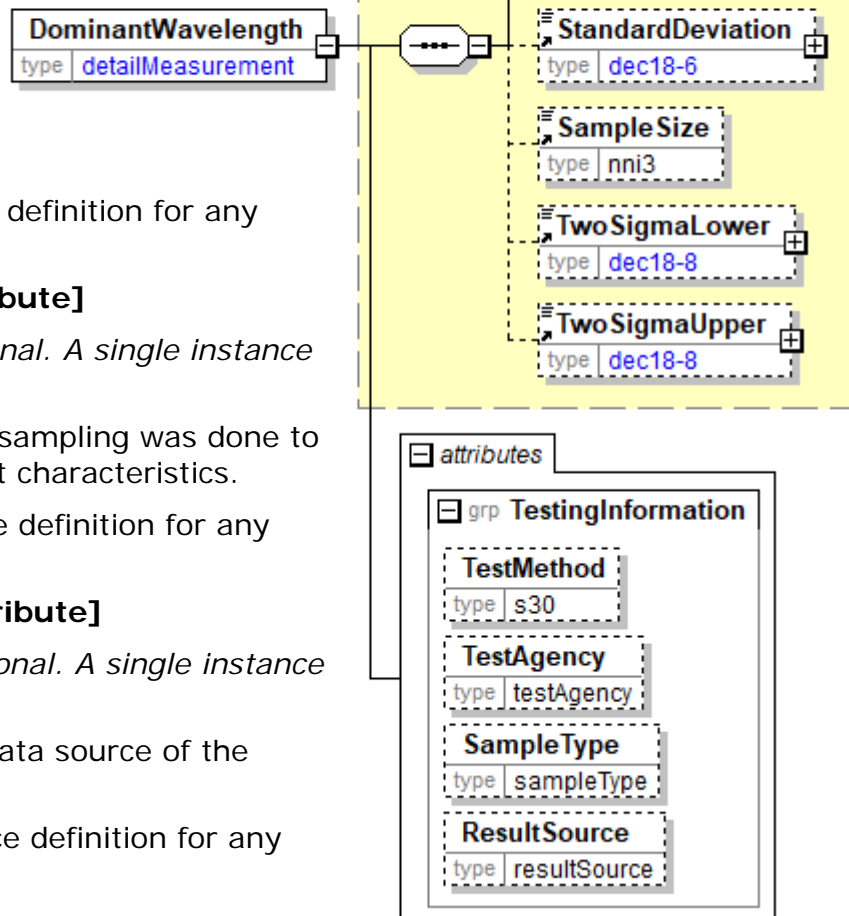 DominantWavelength
type detailMeasurement
StandardDeviation
type dec18-6
SampleSize
type nni3
TwoSigmaLower
type dec18-8
TwoSigmaUpper
type dec18-8
definition for any
bute]
nal. A single instance
sampling was done to
t characteristics.
e definition for any
ribute]
onal. A single instance
ata source of the
ce definition for any
attributes
grp TestingInformation
TestMethod
type s30
TestAgency
type testAgency
SampleType
type sampleType
ResultSource
type resultSource